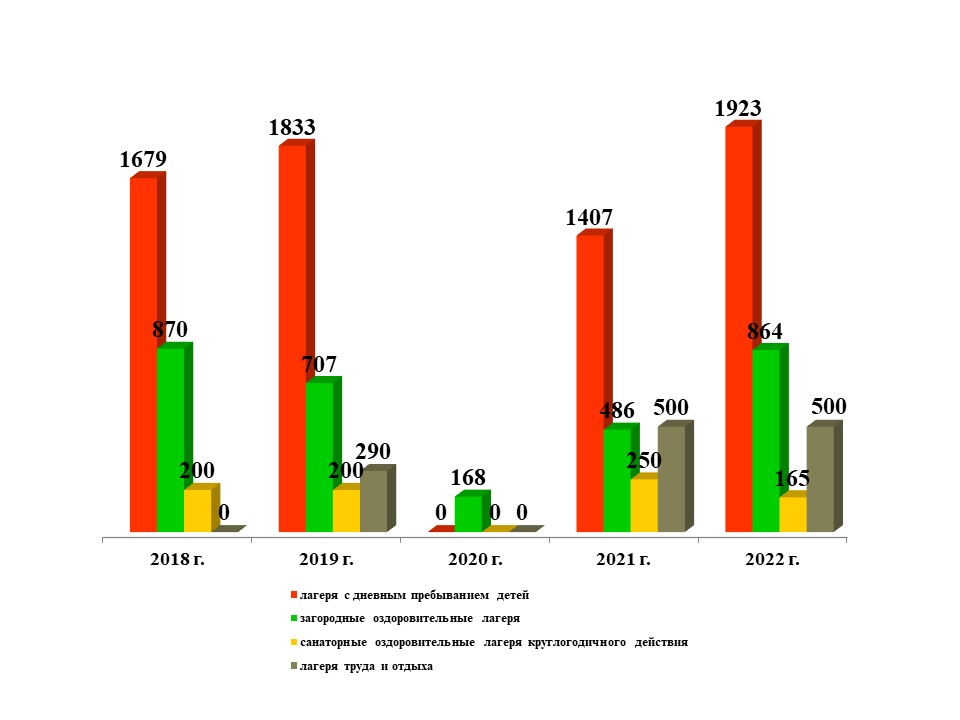 1679
870
200
0
1833
707
200
290
0
168
0
0
1407
486
250
500
1923
864
165
500
2018 г.
2019 г.
2020 г.
2021 г.
2022 г.
лагеря с дневным пребыванием детей
загородные оздоровительные лагеря
санаторные оздоровительные лагеря круглогодичного действия
лагеря труда и отдыха